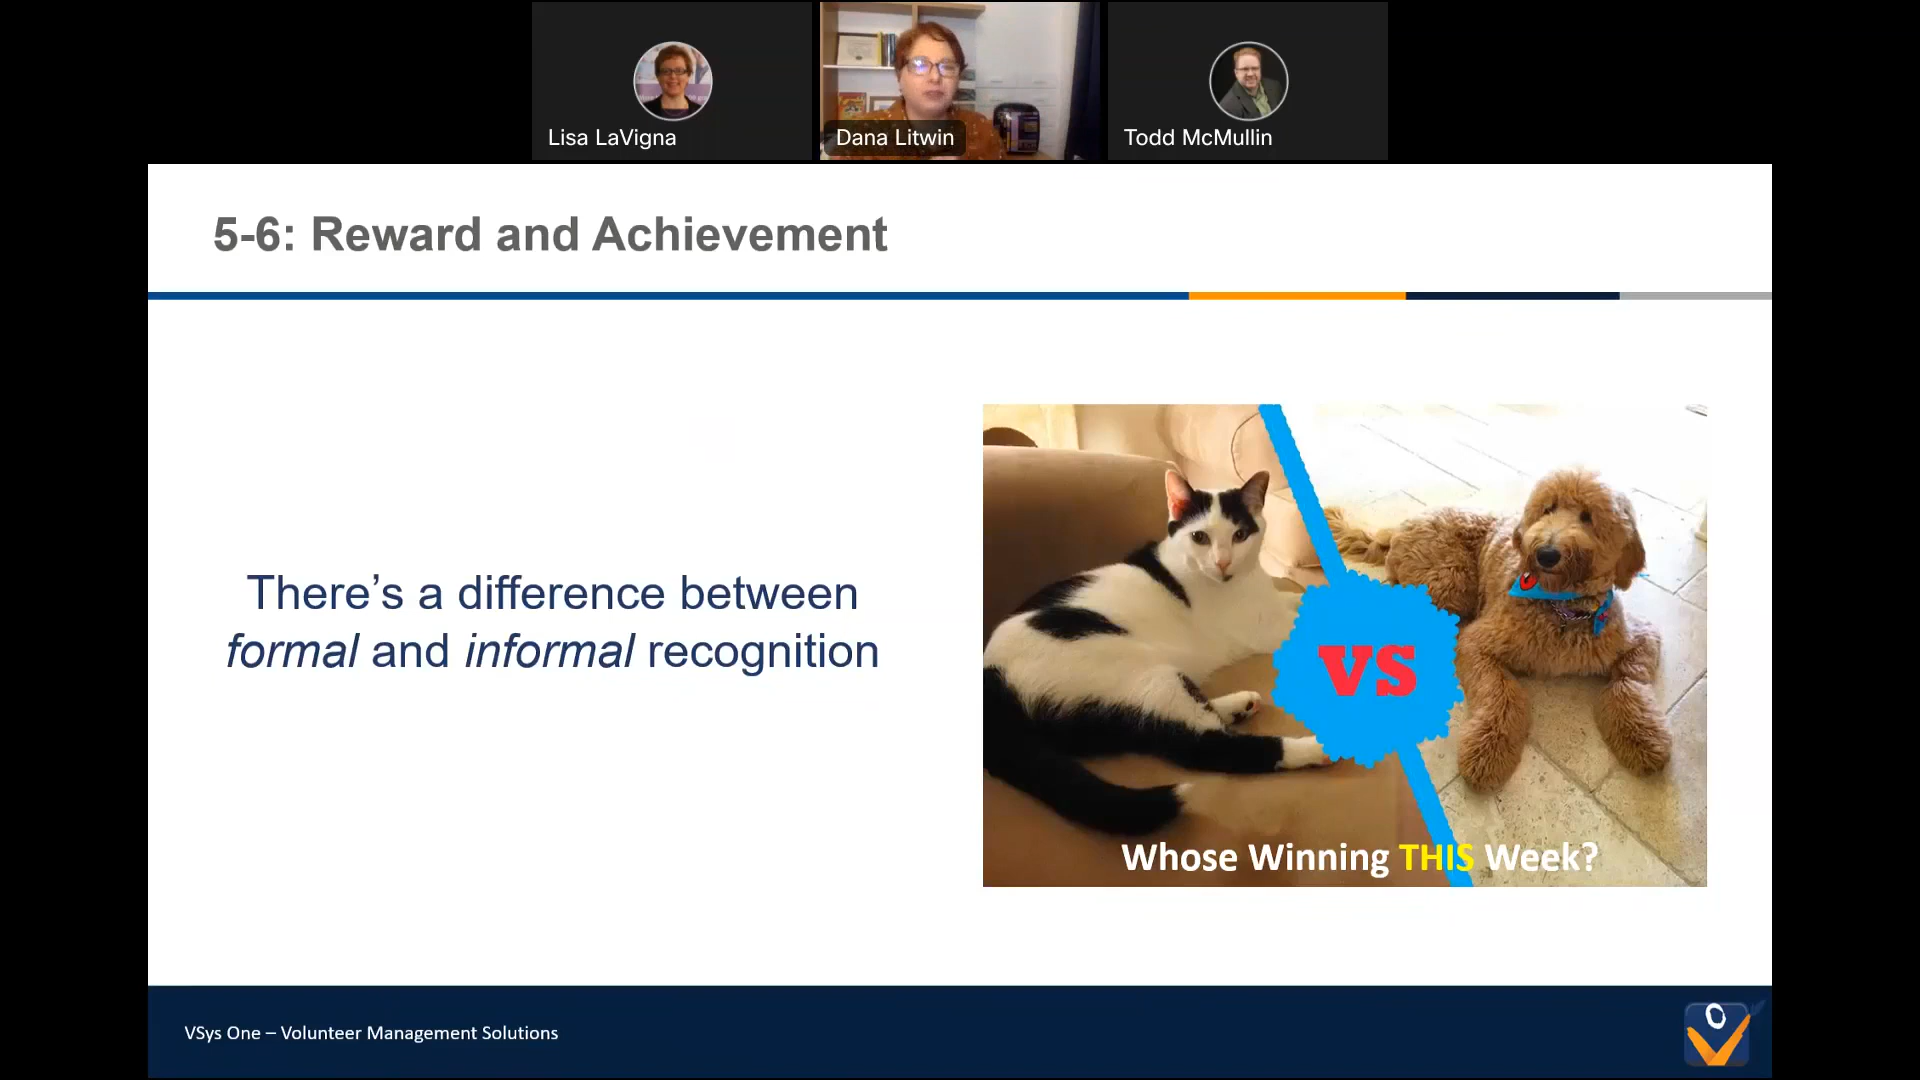 Lisa LaVigna
Dana Litwin
Todd McMullin
5-6: Reward and Achievement
There’s a difference between
formal and informal recognition
VS
Whose Winning THIS Week?
VSys One – Volunteer Management Solutions